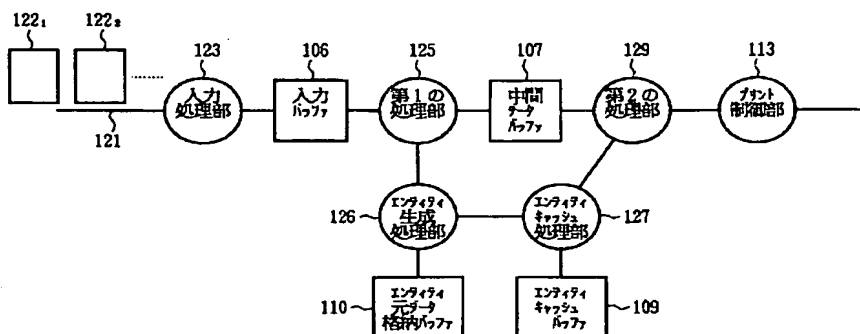 122₁
122₂
123
106
125
107
129
113
入力
処理部
入力
バッファ
第1の
処理部
中間
データ
バッファ
第2の
処理部
プリント
制御部
121
126
エンティティ
生成
処理部
エンティティ
キャッシュ
処理部
127
110
エンティティ
元データ
格納バッファ
エンティティ
キャッシュ
バッファ
109